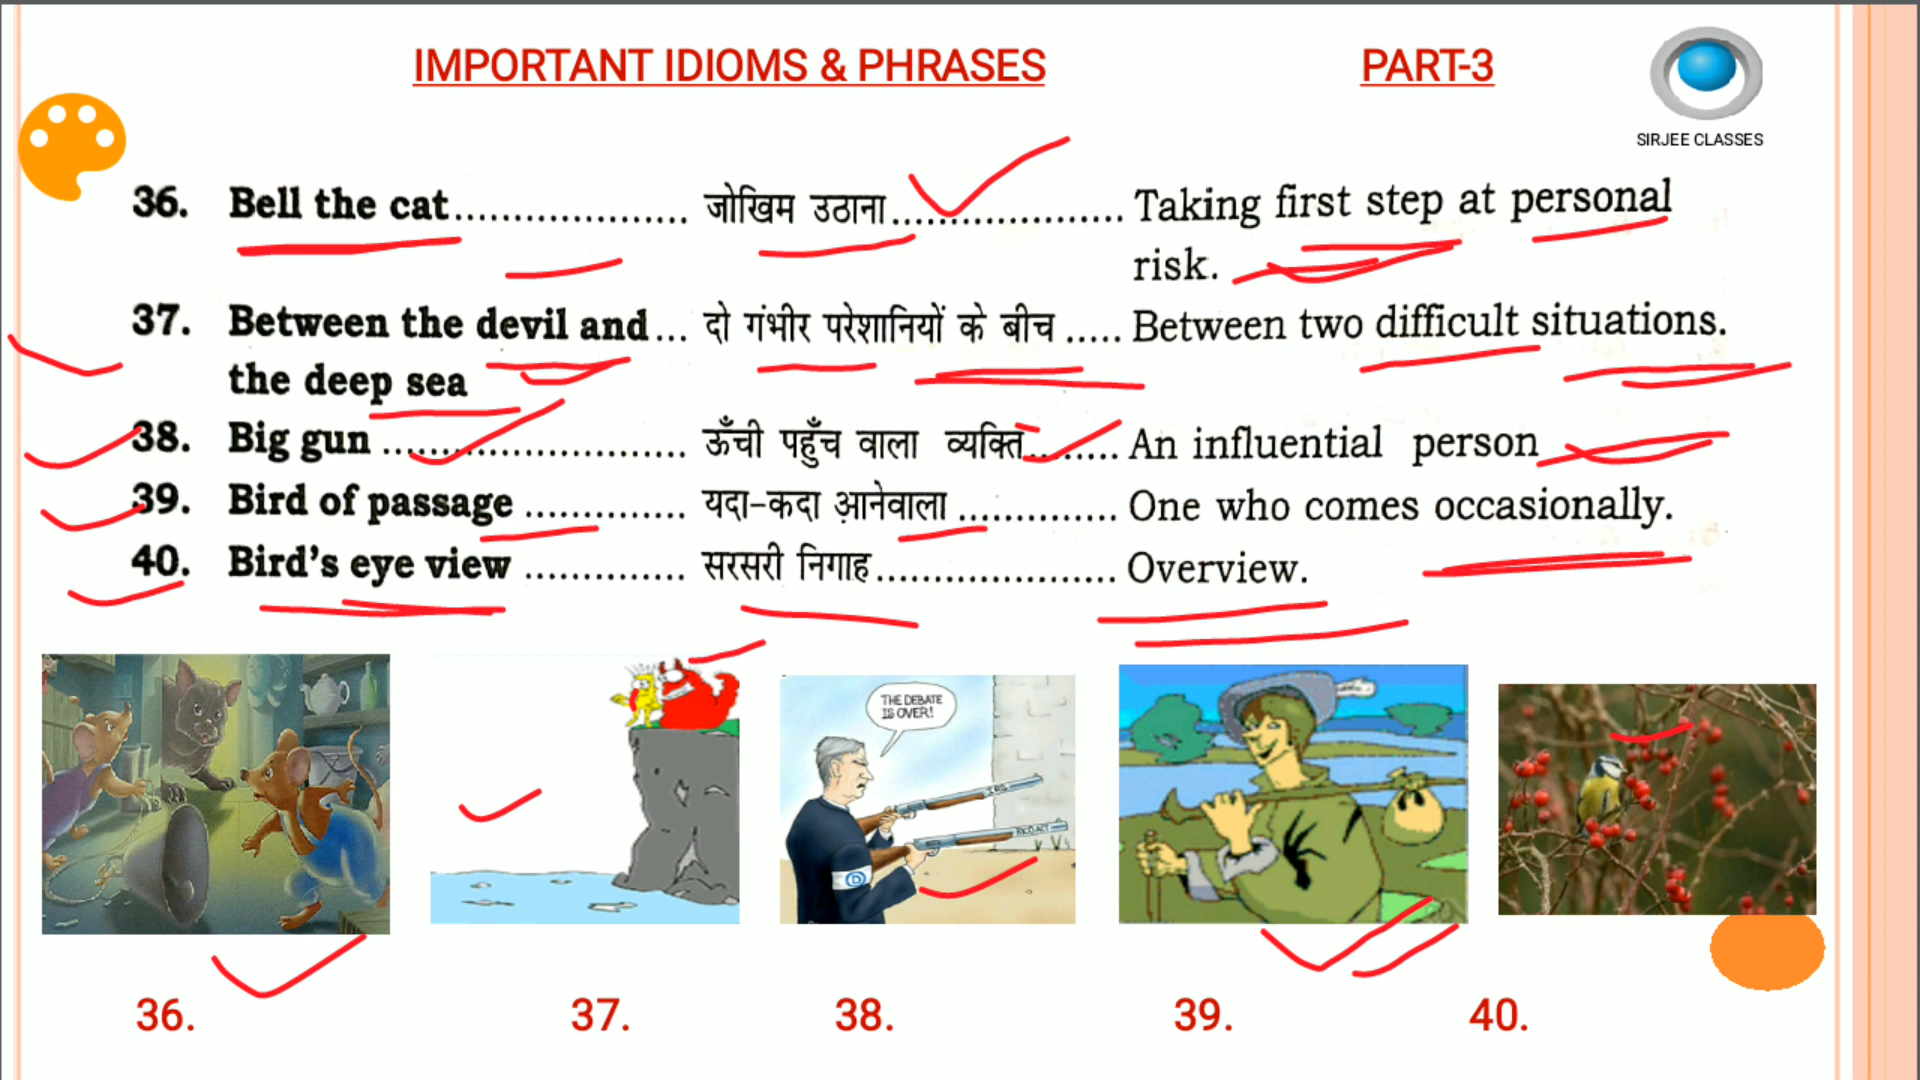 IMPORTANT IDIOMS & PHRASES PART-3
SIRJEE CLASSES
36. Bell the cat.................... जोखिम उठाना.................... Taking first step at personal
risk.
37. Between the devil and... दो गंभीर परेशानियों के बीच ..... Between two difficult situations.
the deep sea
38. Big gun .......................... ऊँची पहुँच वाला व्यक्ति........ An influential person
39. Bird of passage .............. यदा-कदा आनेवाला .............. One who comes occasionally.
40. Bird's eye view .............. सरसरी निगाह..................... Overview.
THE DEBATE
IS OVER!
IRS
RICO ACT
D
36. 37. 38. 39. 40.